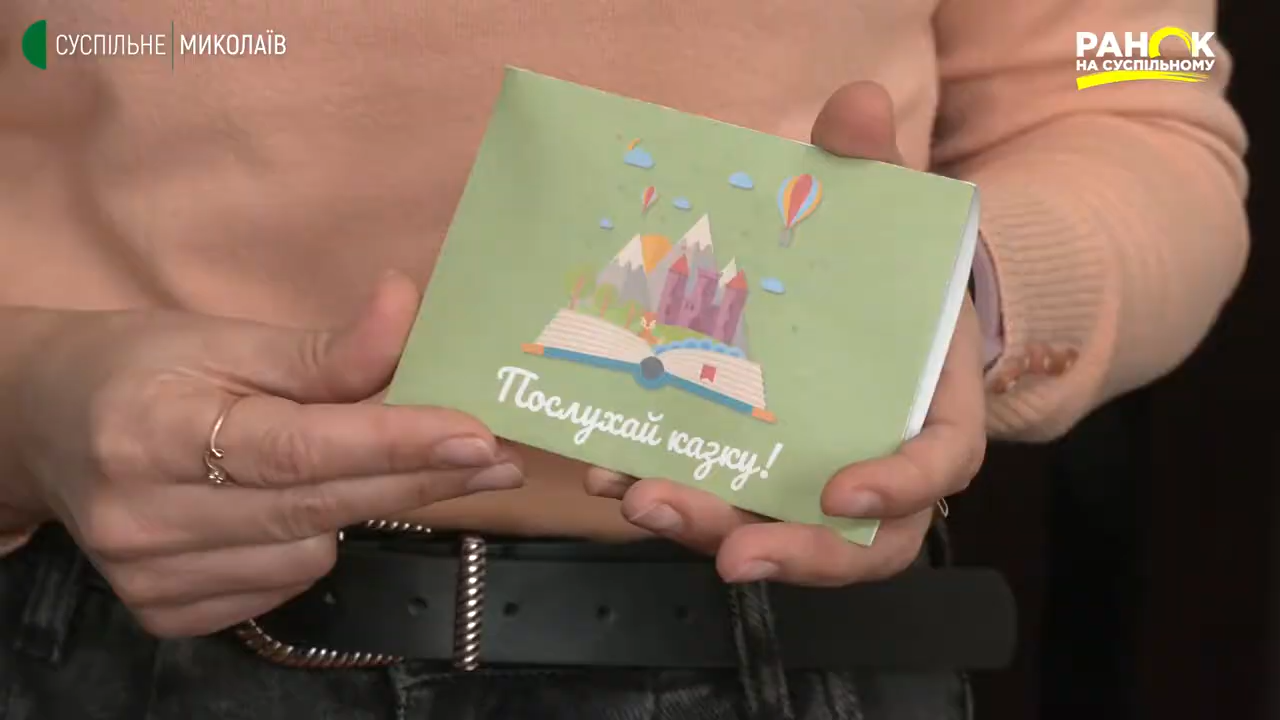 СУСПІЛЬНЕ МИКОЛАЇВ
РАНОК
НА СУСПІЛЬНОМУ
Послухай казку!